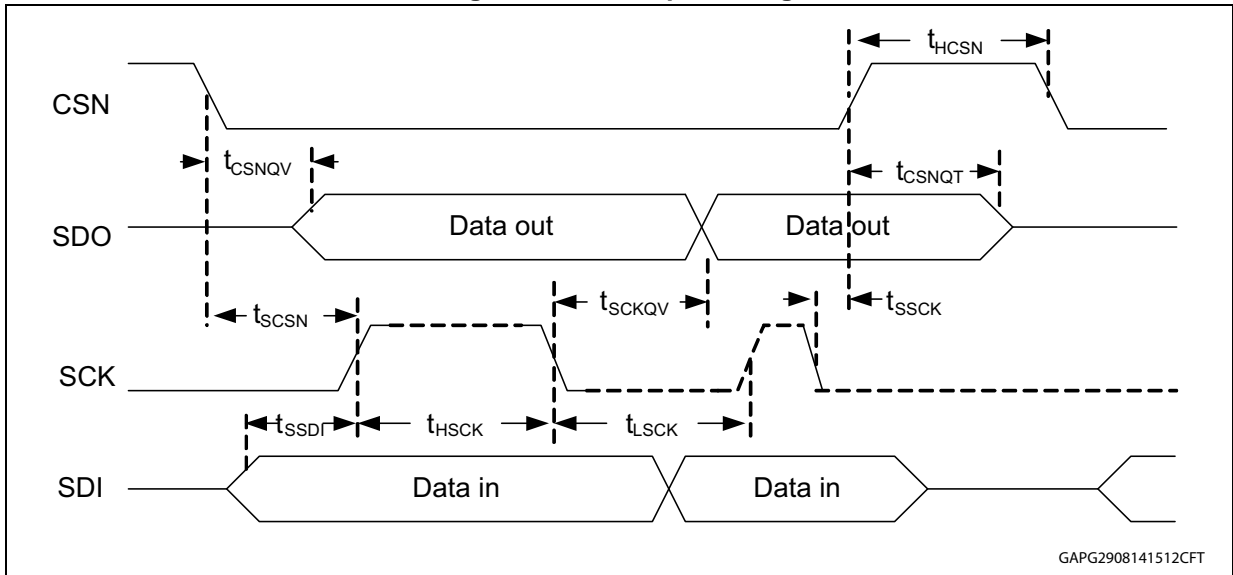 tHCSN
CSN
tCSNQV
tCSNQT
SDO
Data out
Data out
tSCSN
tSCKQV
tSSCK
SCK
tSSDI
tHSCK
tLSCK
SDI
Data in
Data in
GAPG2908141512CFT